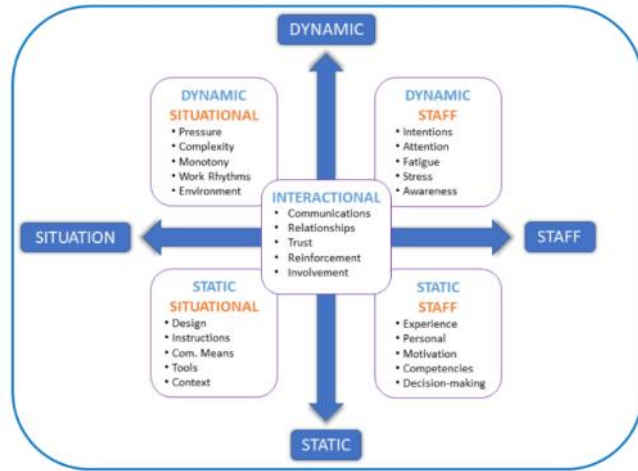 DYNAMIC
DYNAMIC
SITUATIONAL
• Pressure
• Complexity
• Monotony
• Work Rhythms
• Environment
DYNAMIC
STAFF
• Intentions
• Attention
• Fatigue
• Stress
• Awareness
INTERACTIONAL
• Communications
• Relationships
• Trust
• Reinforcement
• Involvement
SITUATION
STAFF
STATIC
SITUATIONAL
• Design
• Instructions
• Com. Means
• Tools
• Context
STATIC
STAFF
• Experience
• Personal
• Motivation
• Competencies
• Decision-making
STATIC